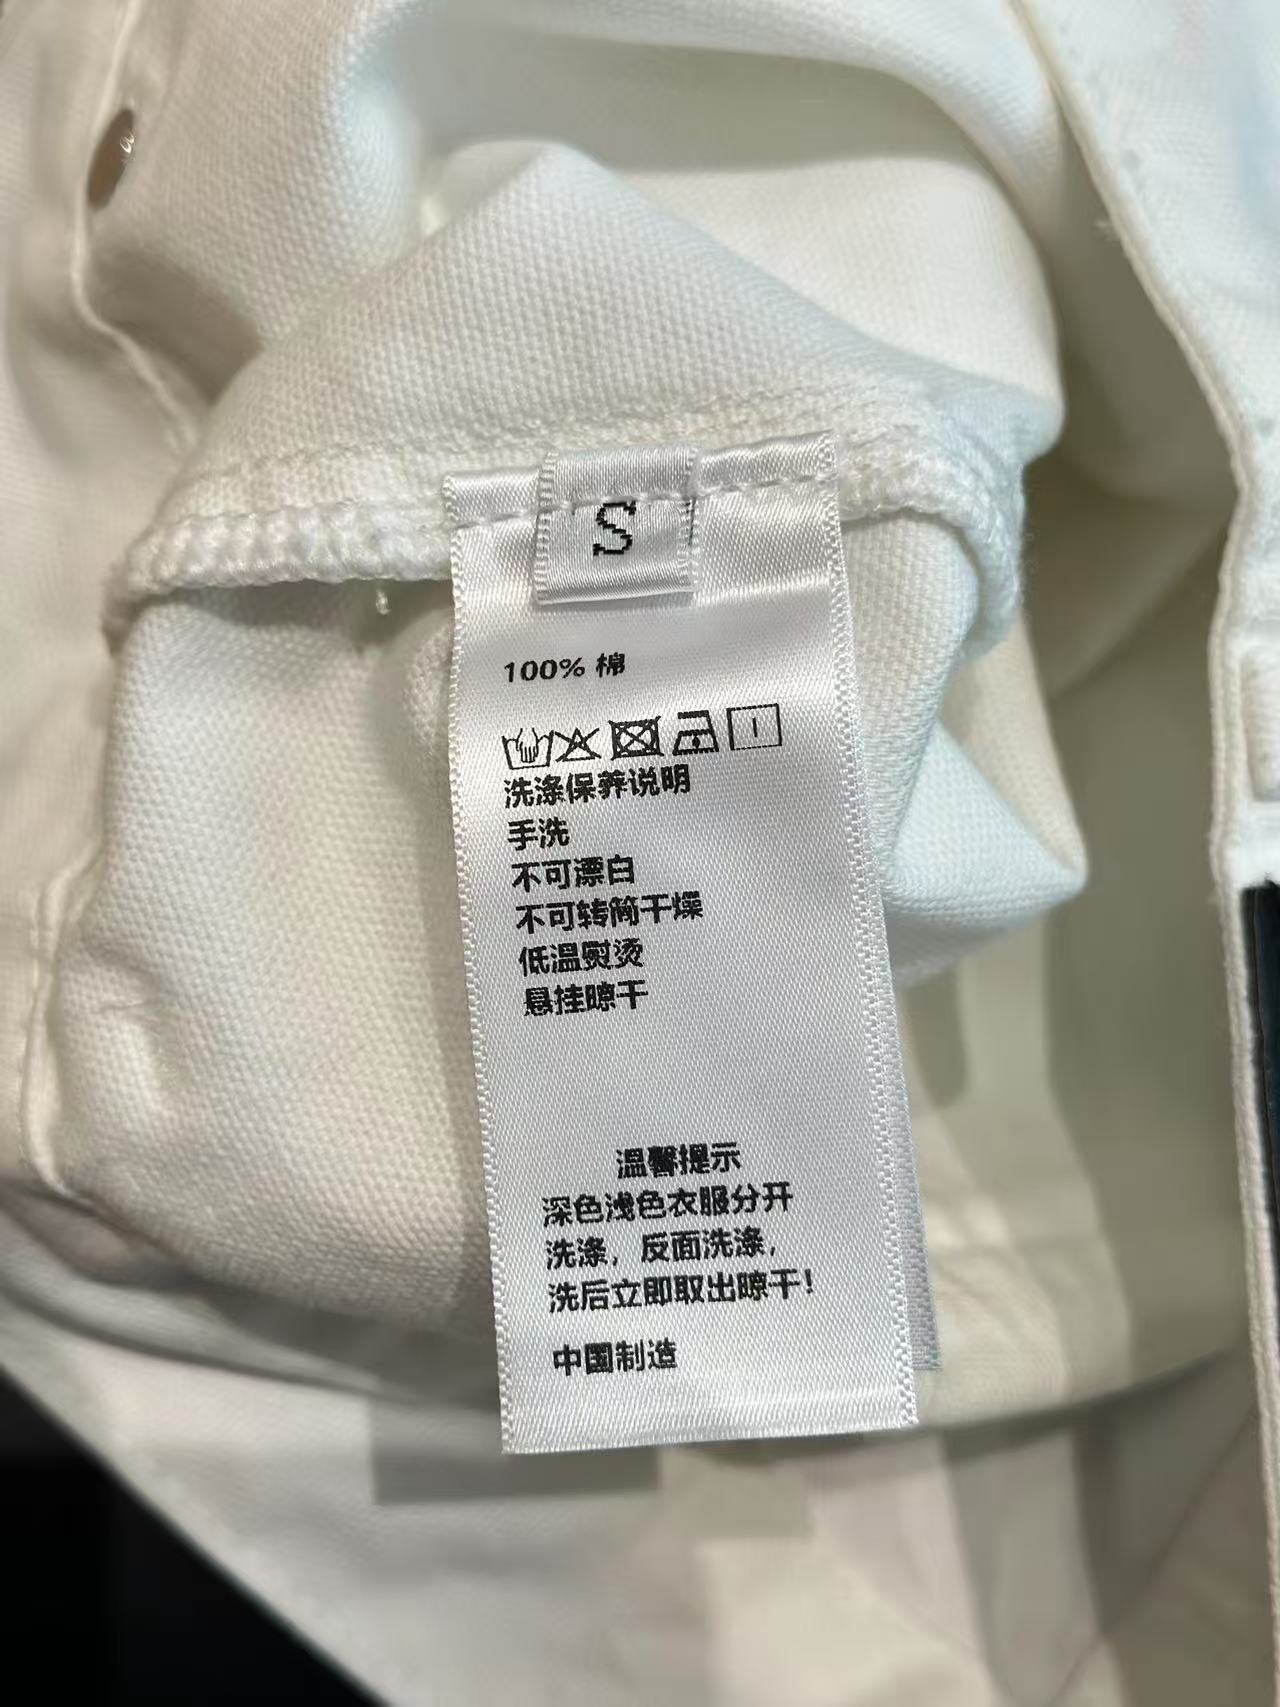 S
100% 棉
洗涤保养说明
手洗
不可漂白
不可转筒干燥
低温熨烫
悬挂晾干
温馨提示
深色浅色衣服分开
洗涤，反面洗涤，
洗后立即取出晾干！
中国制造